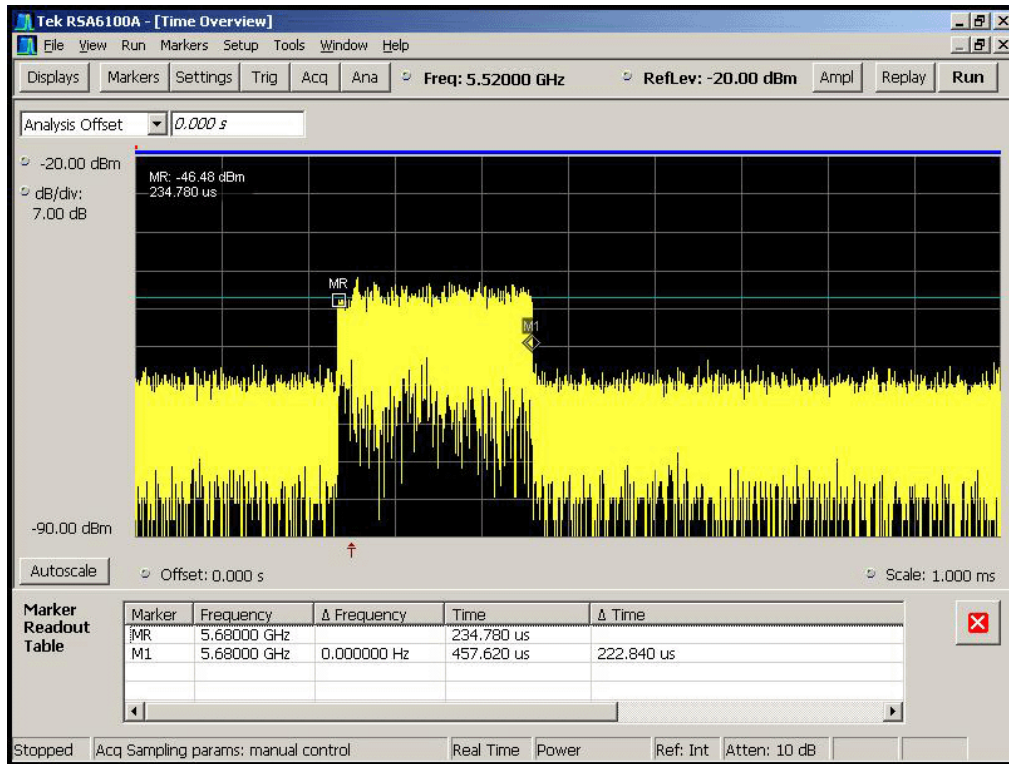 Tek RSA6100A - [Time Overview]
File View Run Markers Setup Tools Window Help
Displays Markers Settings Trig Acq Ana Freq: 5.52000 GHz RefLev: -20.00 dBm Ampl Replay Run
Analysis Offset 0.000 s
-20.00 dBm
dB/div:
7.00 dB
MR: -46.48 dBm
234.780 us
MR
M1
-90.00 dBm
Autoscale Offset: 0.000 s Scale: 1.000 ms
Marker Readout Table
Marker Frequency Δ Frequency Time Δ Time
MR 5.68000 GHz 234.780 us
M1 5.68000 GHz 0.000000 Hz 457.620 us 222.840 us
Stopped Acq Sampling params: manual control Real Time Power Ref: Int Atten: 10 dB